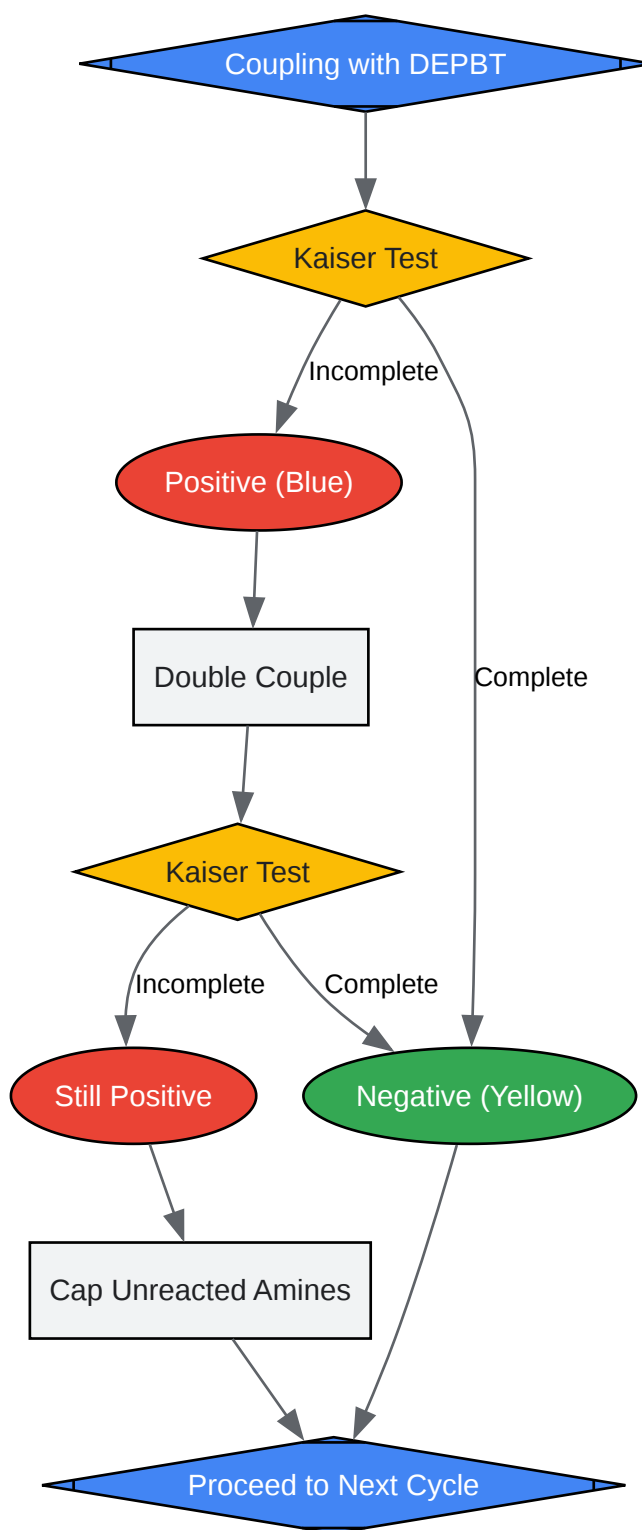 Coupling with DEPBT
Kaiser Test
Incomplete
Positive (Blue)
Double Couple
Complete
Kaiser Test
Incomplete
Complete
Still Positive
Negative (Yellow)
Cap Unreacted Amines
Proceed to Next Cycle